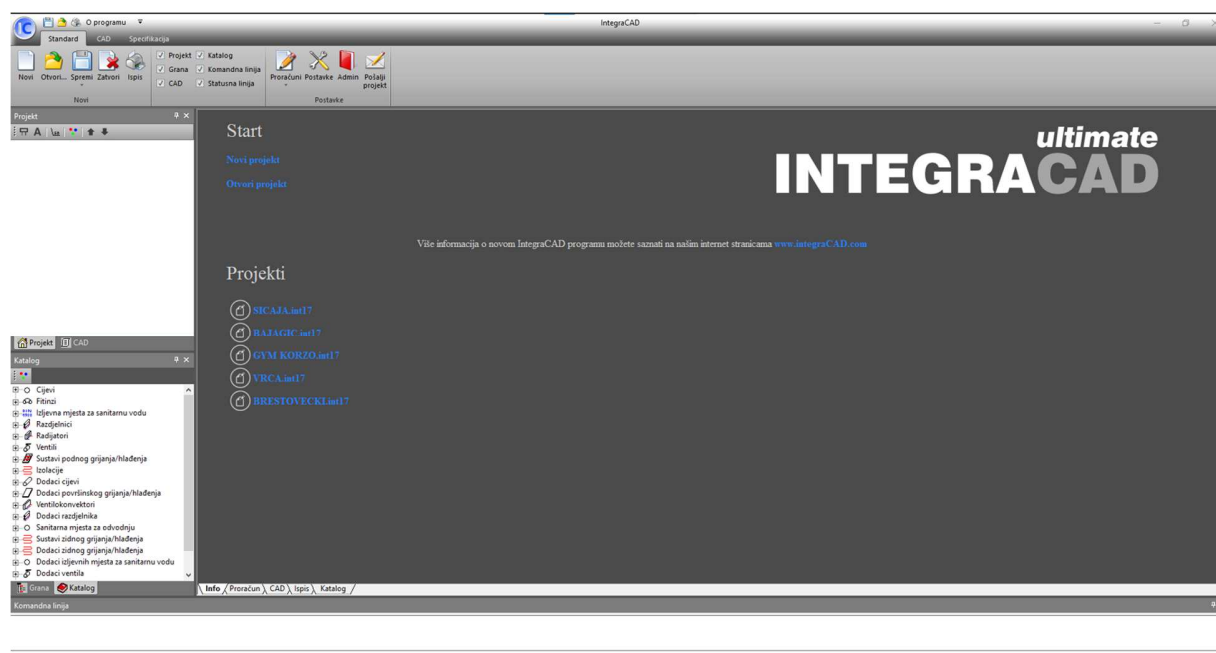 O programu
IntegraCAD
Standard CAD Specifikacija
Projekt Katalog
Grana Komandna linija
CAD Statusna linija
Novi Otvori... Spremi Zatvori Ispis
Proračuni Postavke Admin Pošalji projekt
Novi
Postavke
Projekt
Start
Novi projekt
Otvori projekt
ultimate
INTEGRACAD
Više informacija o novom IntegraCAD programu možete saznati na našim internet stranicama www.integraCAD.com
Projekti
SICAJA.int17
RAJAGIC.int17
GYM KORZO.int17
VRCA.int17
BRESTOVECKI.int17
Projekt CAD
Katalog
Cijevi
Fitinzi
Izljevna mjesta za sanitarnu vodu
Razdjelnici
Radijatori
Ventili
Sustavi podnog grijanja/hlađenja
Izolacije
Dodaci cijevi
Dodaci površinskog grijanja/hlađenja
Ventilokonvektori
Dodaci razdjelnika
Sanitarna mjesta za odvodnju
Sustavi zidnog grijanja/hlađenja
Dodaci zidnog grijanja/hlađenja
Dodaci izljevnih mjesta za sanitarnu vodu
Dodaci ventila
Grana Katalog
Info Proračun CAD Ispis Katalog
Komandna linija